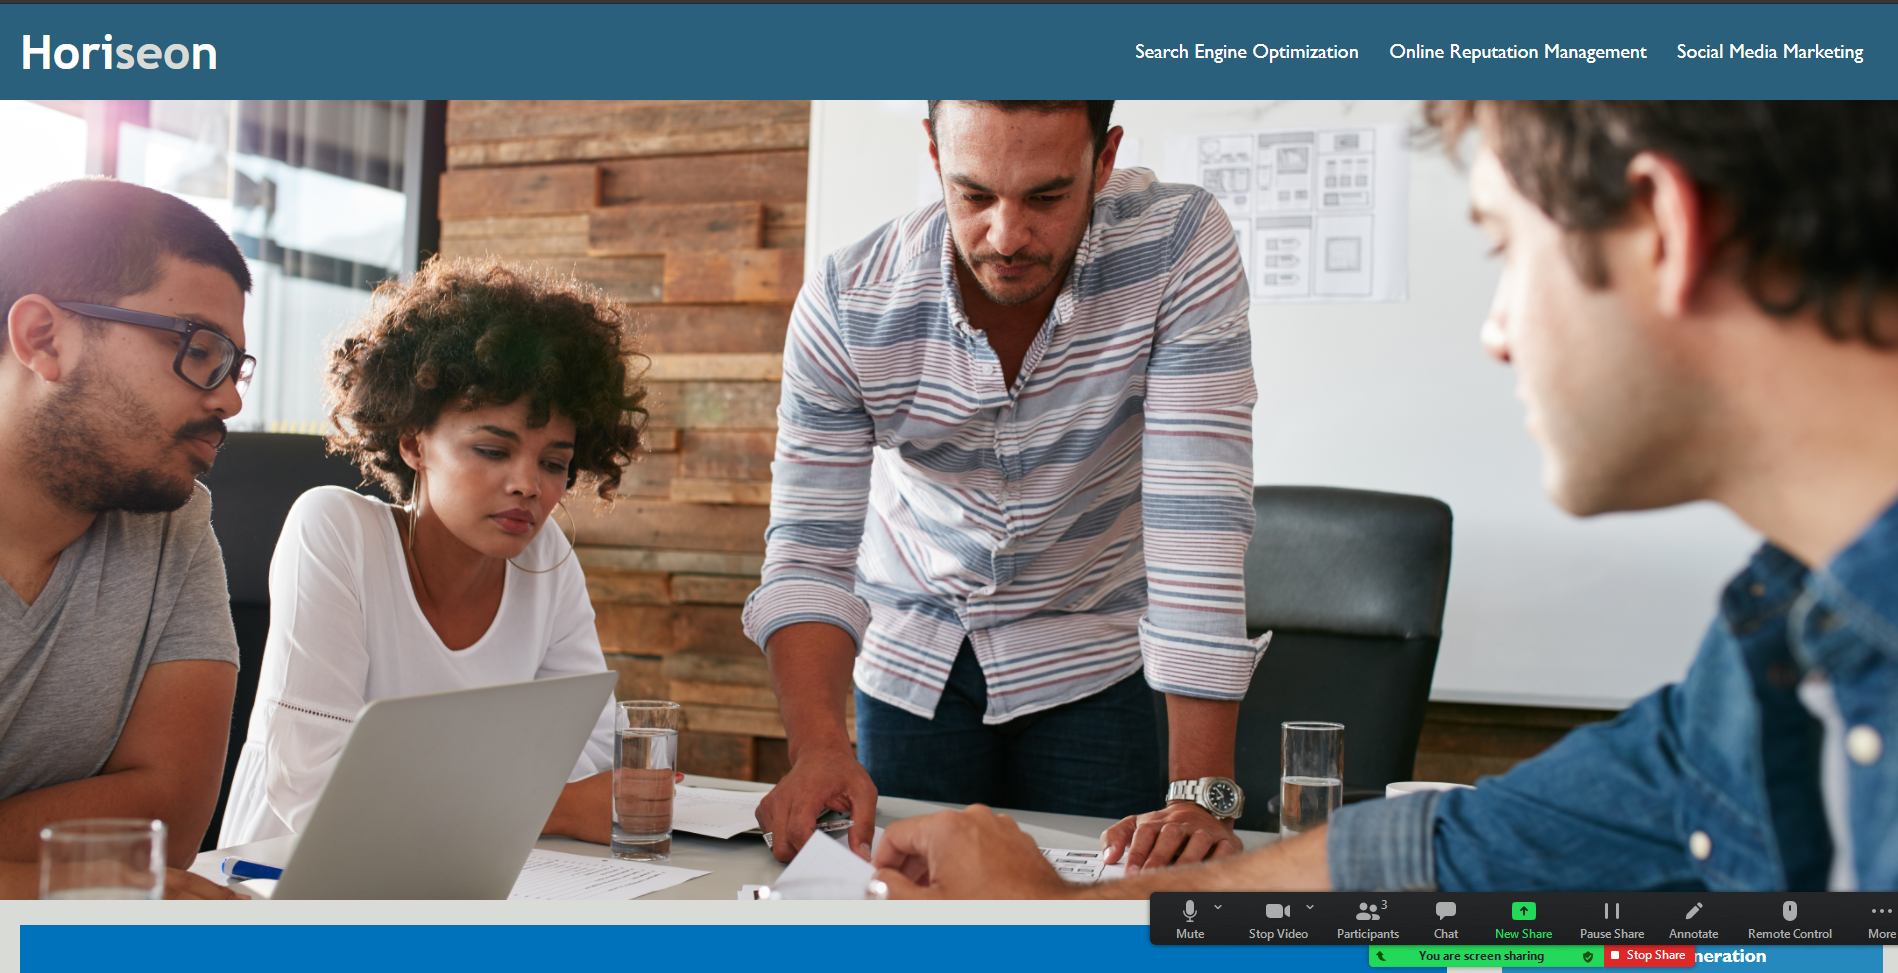 Horiseon
Search Engine Optimization
Online Reputation Management
Social Media Marketing
3
Mute
Stop Video
Participants
Chat
New Share
Pause Share
Annotate
Remote Control
More
You are screen sharing
Stop Share
neration